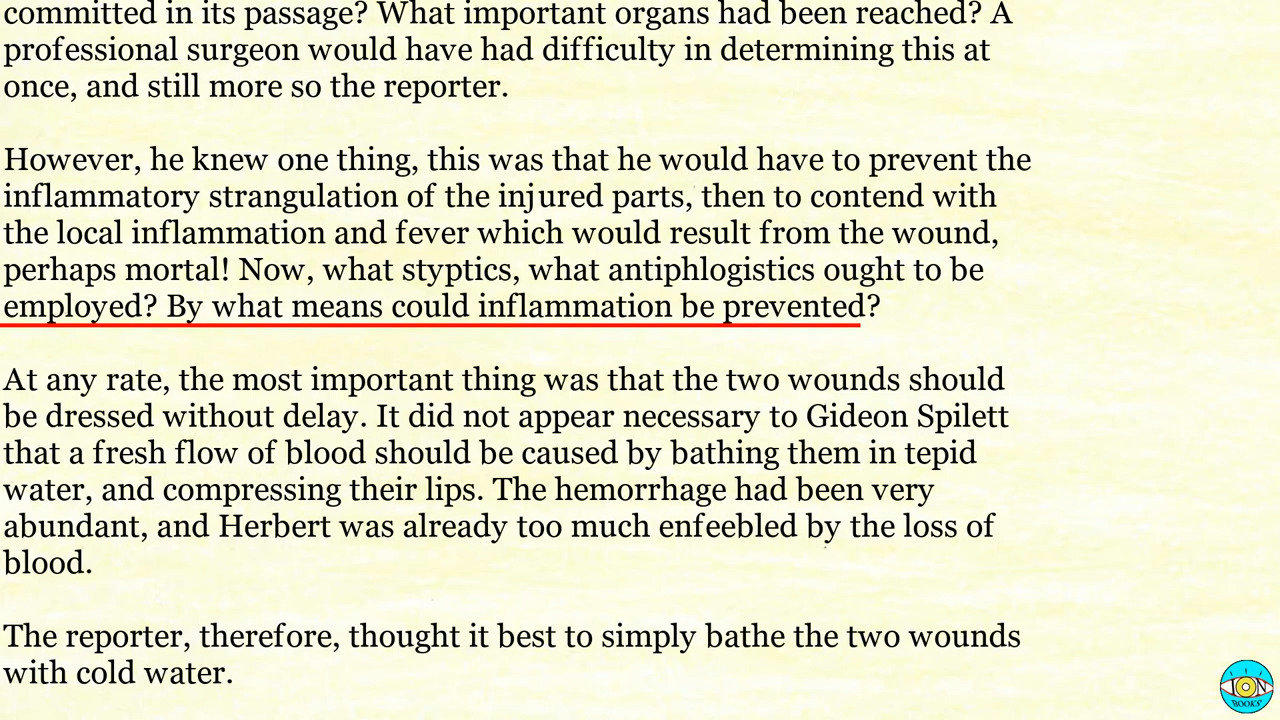 committed in its passage? What important organs had been reached? A
professional surgeon would have had difficulty in determining this at
once, and still more so the reporter.
However, he knew one thing, this was that he would have to prevent the
inflammatory strangulation of the injured parts, then to contend with
the local inflammation and fever which would result from the wound,
perhaps mortal! Now, what styptics, what antiphlogistics ought to be
employed? By what means could inflammation be prevented?
At any rate, the most important thing was that the two wounds should
be dressed without delay. It did not appear necessary to Gideon Spilett
that a fresh flow of blood should be caused by bathing them in tepid
water, and compressing their lips. The hemorrhage had been very
abundant, and Herbert was already too much enfeebled by the loss of
blood.
The reporter, therefore, thought it best to simply bathe the two wounds
with cold water.
ION
BOOKS